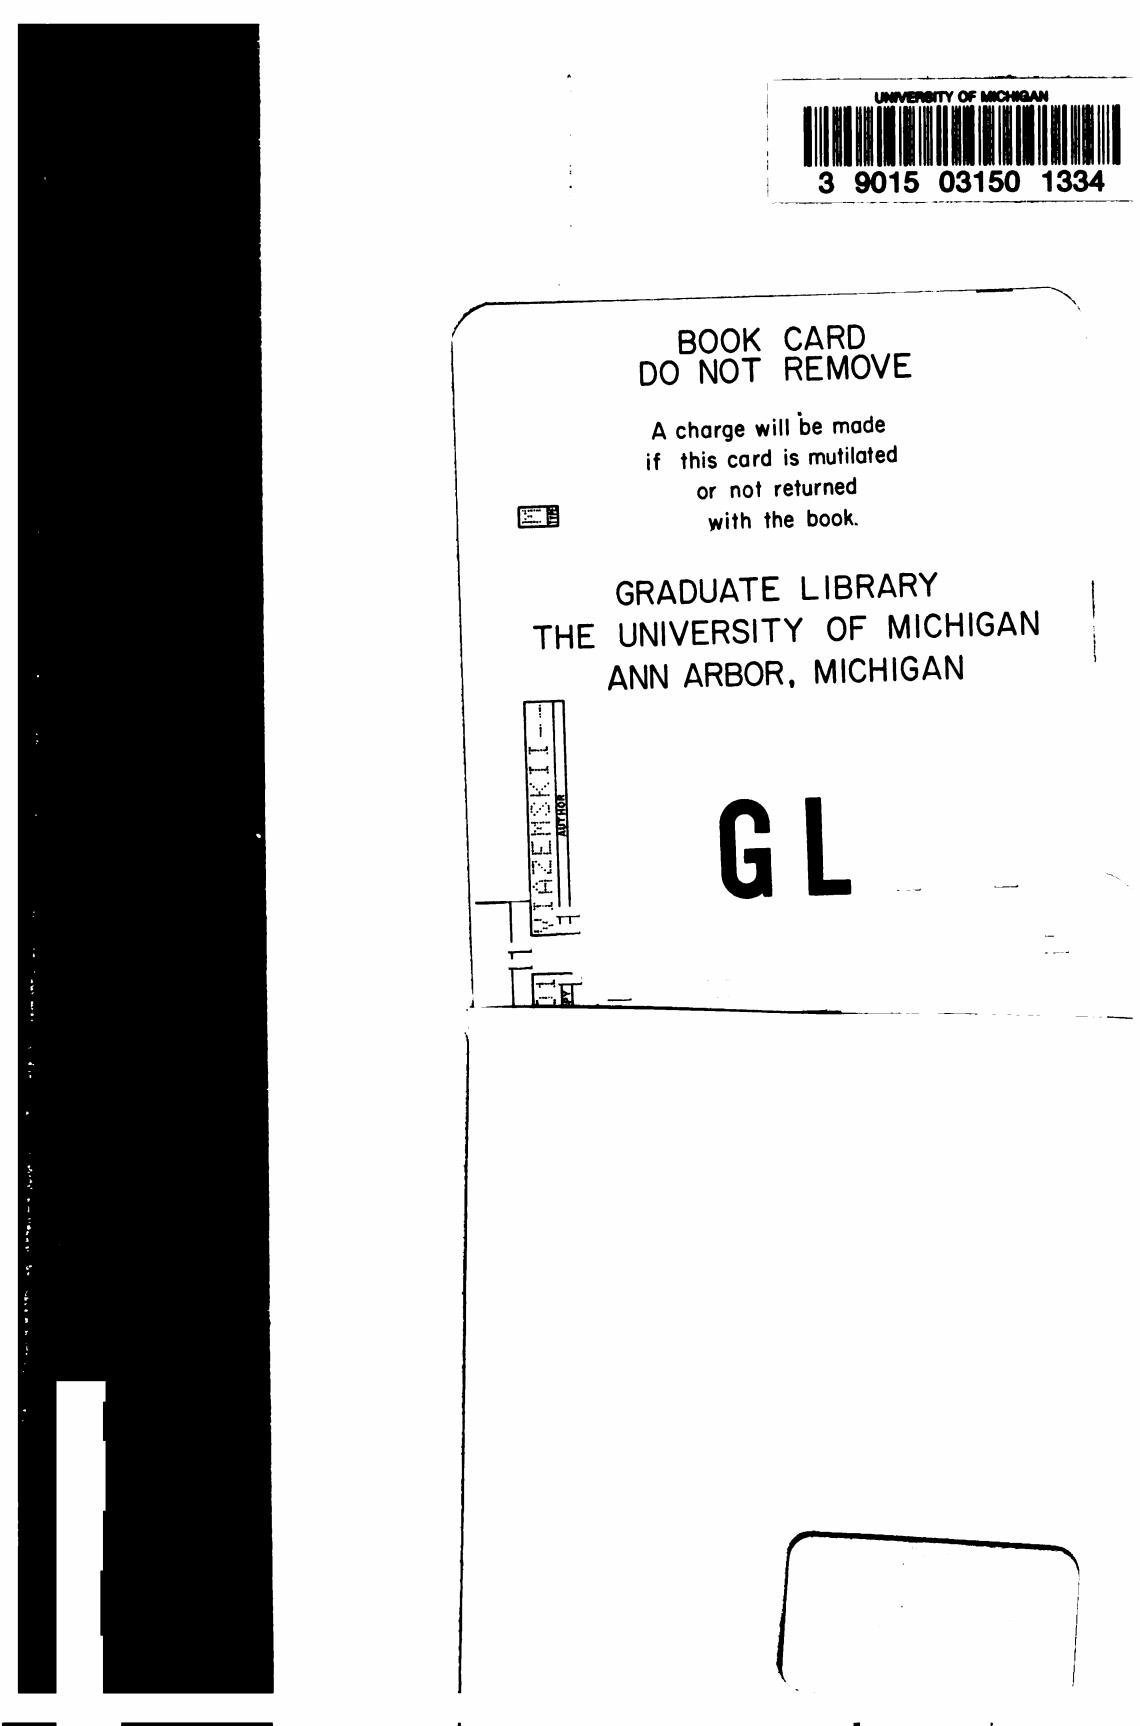 UNIVERSITY OF MICHIGAN
3 9015 03150 1334
BOOK CARD
DO NOT REMOVE
A charge will be made
if this card is mutilated
or not returned
with the book.
GRADUATE LIBRARY
THE UNIVERSITY OF MICHIGAN
ANN ARBOR, MICHIGAN
VIAZEMSKII--
AUTHOR
GL